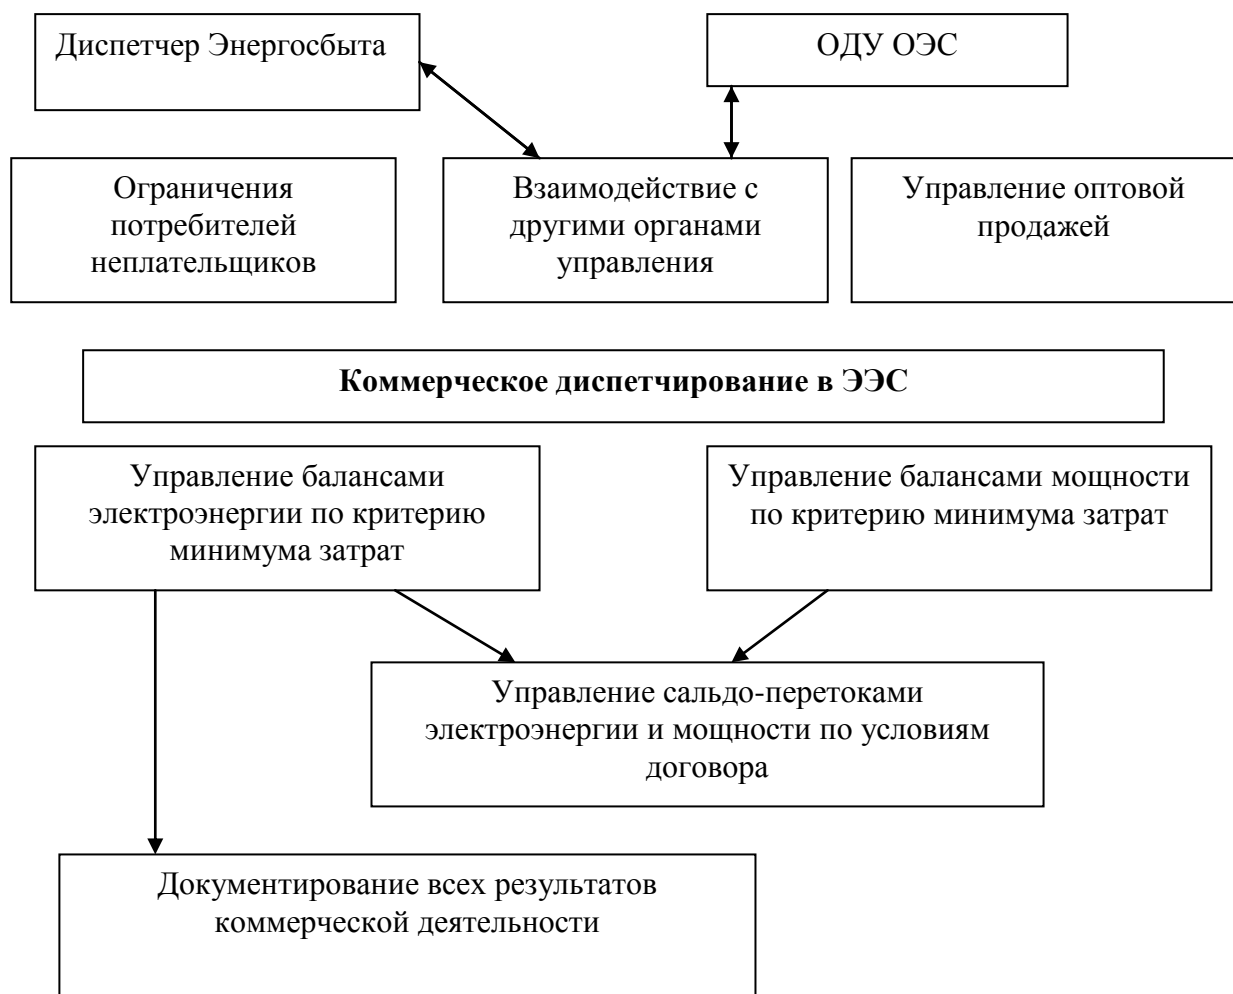 Диспетчер Энергосбыта
ОДУ ОЭС
Ограничения
потребителей
неплательщиков
Взаимодействие с
другими органами
управления
Управление оптовой
продажей
Коммерческое диспетчирование в ЭЭС
Управление балансами
электроэнергии по критерию
минимума затрат
Управление балансами мощности
по критерию минимума затрат
Управление сальдо-перетоками
электроэнергии и мощности по условиям
договора
Документирование всех результатов
коммерческой деятельности